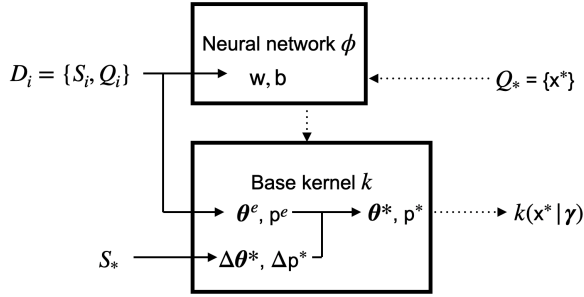 Neural network ϕ
D_i = {S_i, Q_i}
w, b
Q_* = {x*}
Base kernel k
θ^e, p^e
θ*, p*
k(x* | γ)
S_*
Δθ*, Δp*